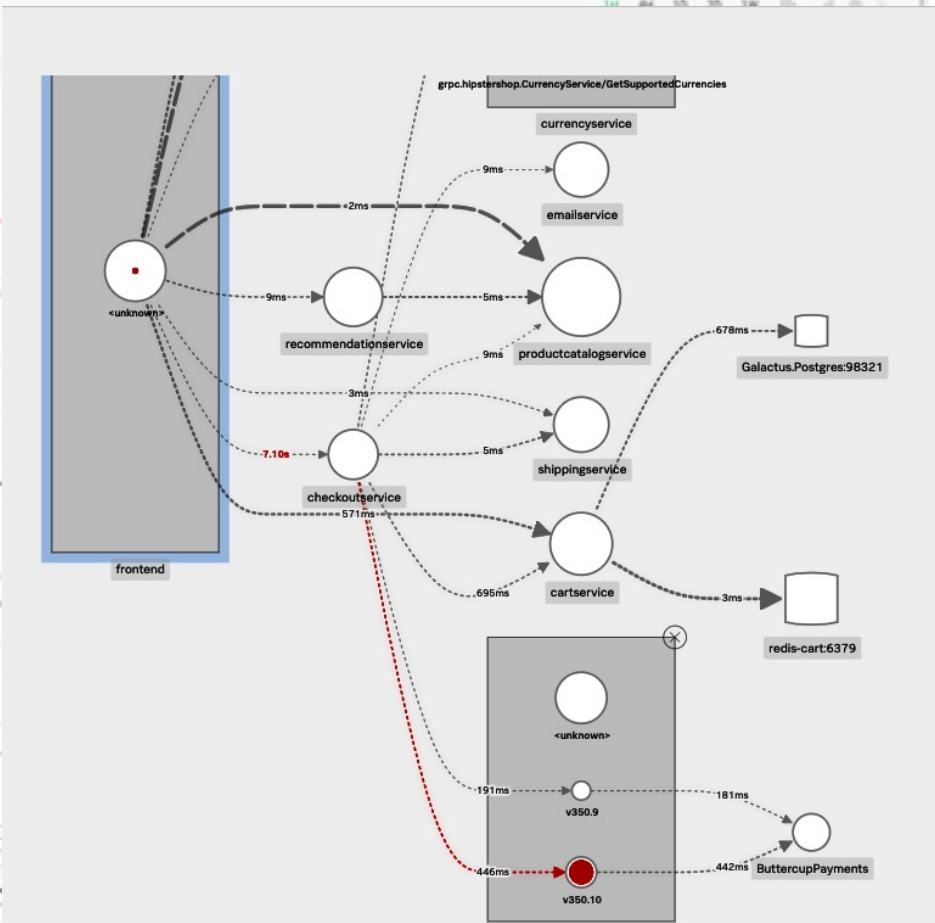 grpc.hipstershop.CurrencyService/GetSupportedCurrencies
currencyservice
9ms
emailservice
2ms
<unknown>
9ms
recommendationservice
5ms
9ms
productcatalogservice
678ms
Galactus.Postgres:98321
3ms
7.10s
checkoutservice
5ms
shippingservice
571ms
695ms
cartservice
3ms
redis-cart:6379
frontend
<unknown>
191ms
v350.9
181ms
446ms
v350.10
442ms
ButtercupPayments